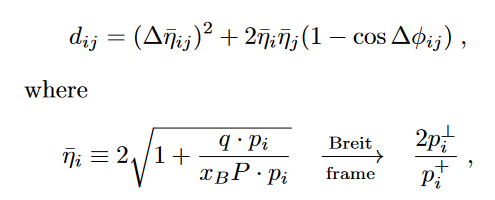 $d_{ij} = (\Delta\bar{\eta}_{ij})^2 + 2\bar{\eta}_i\bar{\eta}_j(1 - \cos\Delta\phi_{ij})$ ,
where
$\bar{\eta}_i \equiv 2\sqrt{1 + \frac{q \cdot p_i}{x_B P \cdot p_i}} \quad \xrightarrow[\text{frame}]{\text{Breit}} \quad \frac{2p_i^{\perp}}{p_i^{+}}$ ,